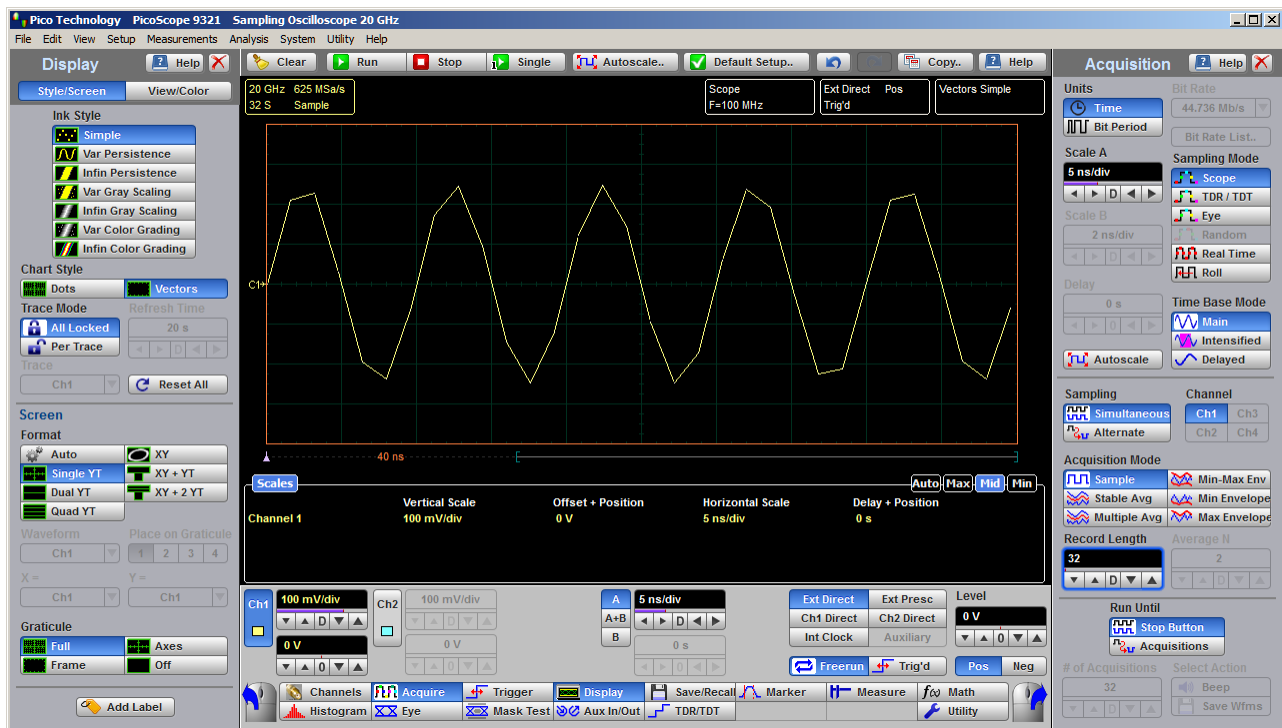 Pico Technology PicoScope 9321 Sampling Oscilloscope 20 GHz
File Edit View Setup Measurements Analysis System Utility Help
Display ? Help
Style/Screen View/Color
Ink Style
Simple
Var Persistence
Infin Persistence
Var Gray Scaling
Infin Gray Scaling
Var Color Grading
Infin Color Grading
Chart Style
Dots Vectors
Trace Mode Refresh Time
All Locked 20 s
Per Trace D
Trace
Ch1 Reset All
Screen
Format
Auto XY
Single YT XY + YT
Dual YT XY + 2 YT
Quad YT
Waveform Place on Graticule
Ch1 1 2 3 4
X = Y =
Ch1 Ch1
Graticule
Full Axes
Frame Off
Add Label
Clear Run Stop Single Autoscale.. Default Setup.. Copy.. ? Help
20 GHz 625 MSa/s
32 S Sample
Scope
F=100 MHz
Ext Direct Pos
Trig'd
Vectors Simple
C1
40 ns
Scales Auto Max Mid Min
Vertical Scale Offset + Position Horizontal Scale Delay + Position
Channel 1 100 mV/div 0 V 5 ns/div 0 s
Ch1 100 mV/div
D
0 V
0
Ch2 100 mV/div
D
0 V
0
A 5 ns/div
A+B D
B 0 s
D
Ext Direct Ext Presc
Ch1 Direct Ch2 Direct
Int Clock Auxiliary
Freerun Trig'd
Level
0 V
0
Pos Neg
Channels Acquire Trigger Display Save/Recall Marker Measure f(x) Math
Histogram Eye Mask Test Aux In/Out TDR/TDT Utility
Acquisition ? Help
Units Bit Rate
Time 44.736 Mb/s
Bit Period Bit Rate List..
Scale A
5 ns/div
D
Scale B
2 ns/div
D
Delay
0 s
0
Autoscale
Sampling Mode
Scope
TDR / TDT
Eye
Random
Real Time
Roll
Time Base Mode
Main
Intensified
Delayed
Sampling Channel
Simultaneous Ch1 Ch3
Alternate Ch2 Ch4
Acquisition Mode
Sample Min-Max Env
Stable Avg Min Envelope
Multiple Avg Max Envelope
Record Length Average N
32 2
D D
Run Until
Stop Button
Acquisitions
# of Acquisitions Select Action
32 Beep
D Save Wfms